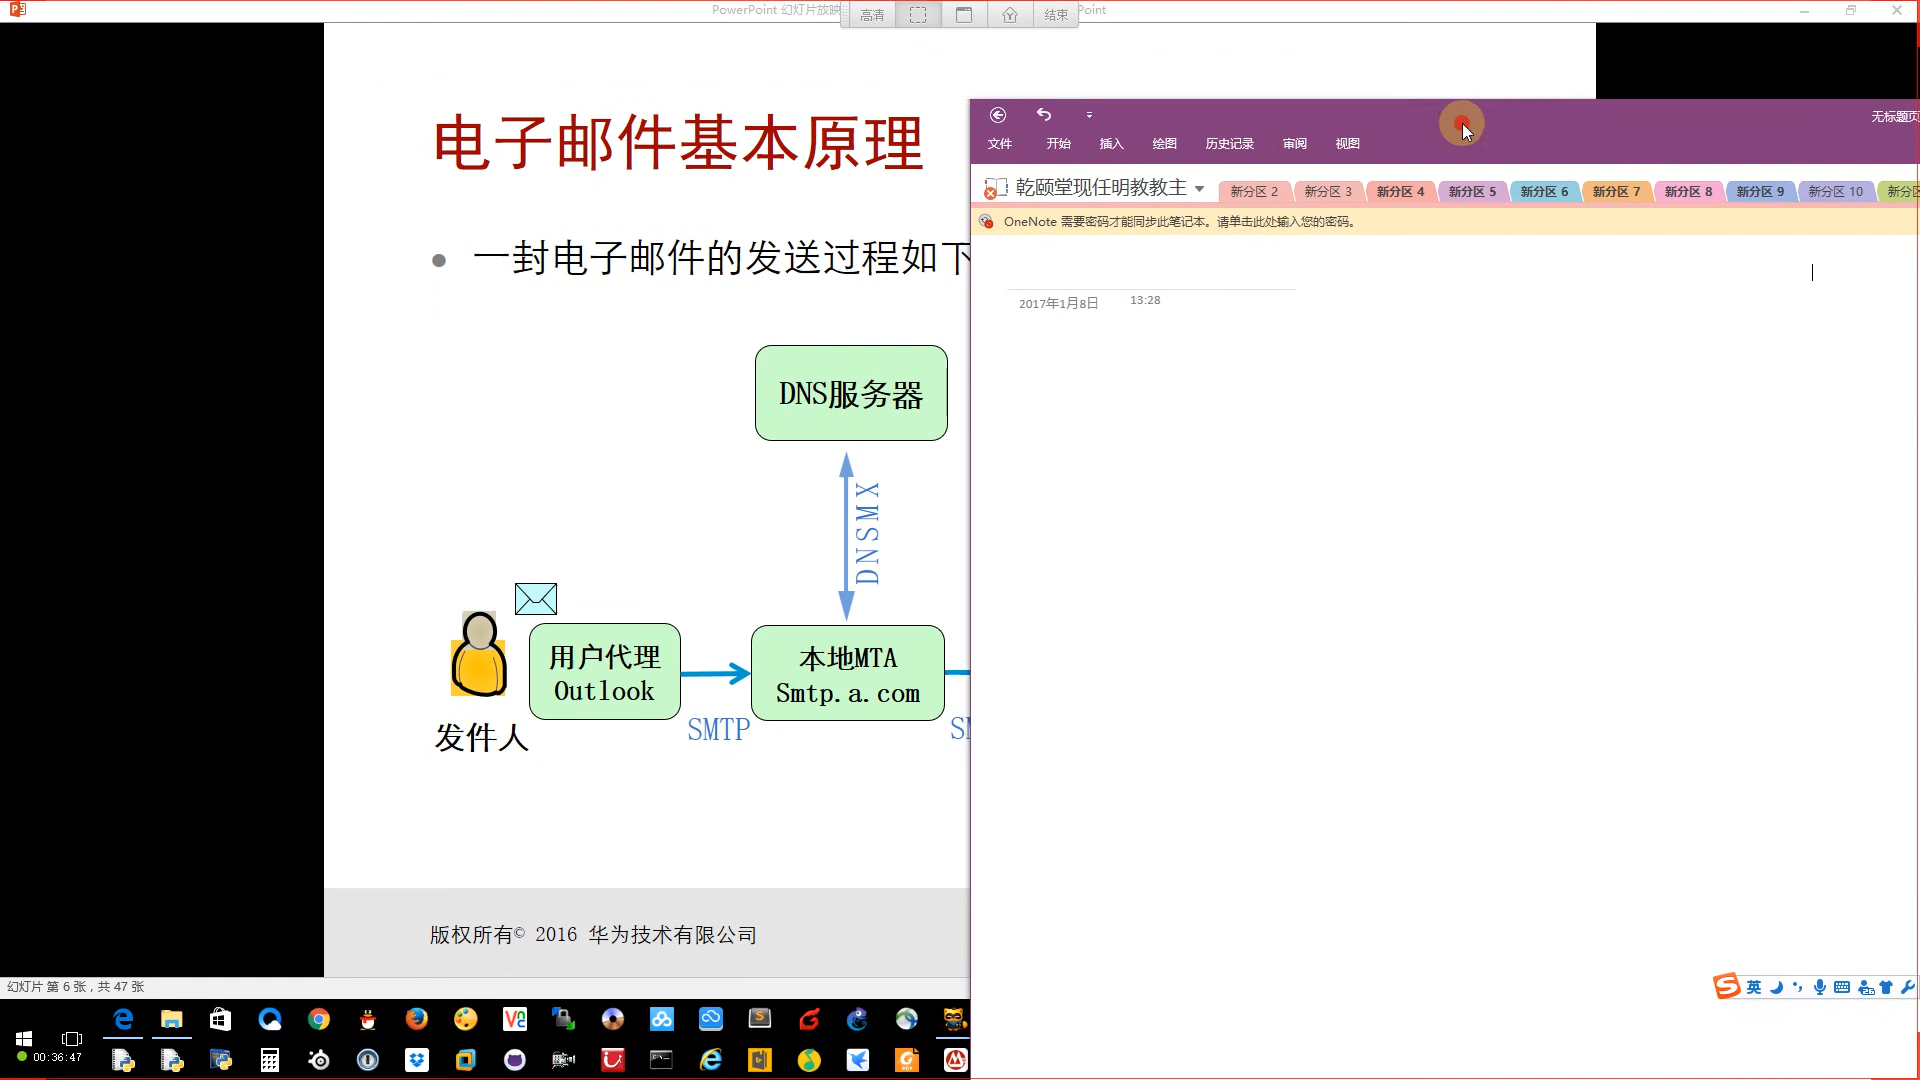 PowerPoint 幻灯片放映
高清
结束
Point
电子邮件基本原理
一封电子邮件的发送过程如下
DNS服务器
DNSMX
用户代理
Outlook
本地MTA
Smtp.a.com
SMTP
发件人
版权所有© 2016 华为技术有限公司
幻灯片 第 6 张，共 47 张
00:36:47
无标题页
文件 开始 插入 绘图 历史记录 审阅 视图
乾颐堂现任明教教主
新分区 2 新分区 3 新分区 4 新分区 5 新分区 6 新分区 7 新分区 8 新分区 9 新分区 10 新分区
OneNote 需要密码才能同步此笔记本。请单击此处输入您的密码。
2017年1月8日 13:28
英